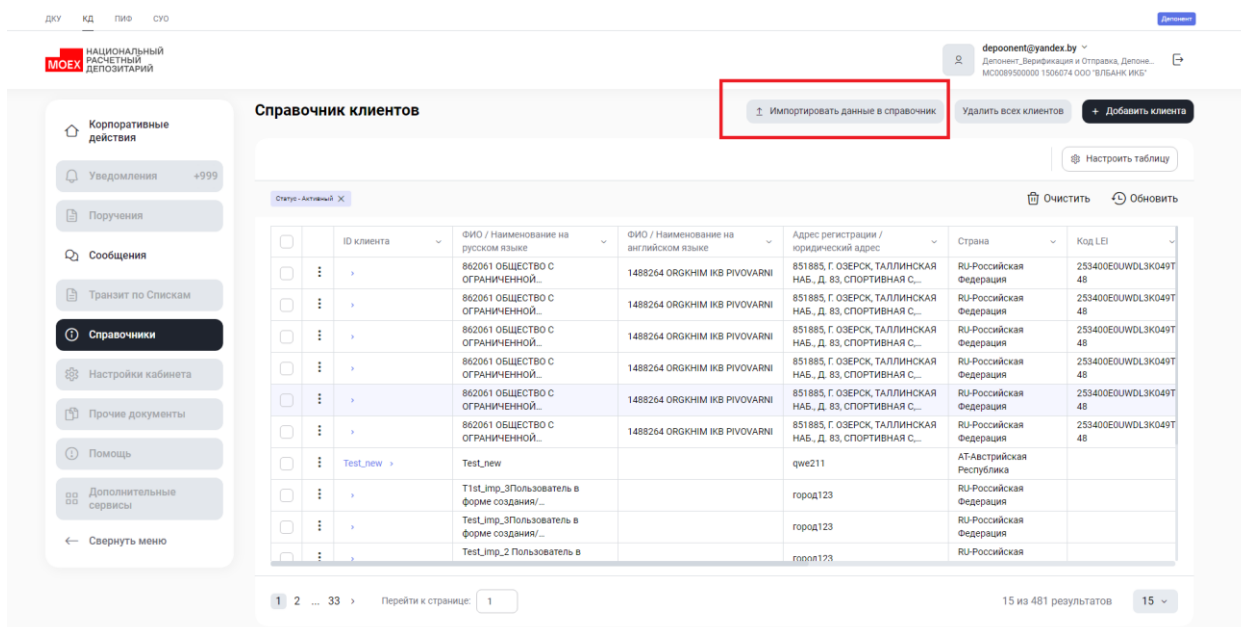 ДКУ КД ПИФ СУО Депонент
MOEX НАЦИОНАЛЬНЫЙ
РАСЧЕТНЫЙ
ДЕПОЗИТАРИЙ
depoonent@yandex.by
Депонент_Верификация и Отправка, Депоне...
MC0089500000 1506074 ООО "ВЛБАНК ИКБ"
Корпоративные
действия
Уведомления +999
Поручения
Сообщения
Транзит по Спискам
Справочники
Настройки кабинета
Прочие документы
Помощь
Дополнительные
сервисы
Свернуть меню
Справочник клиентов Импортировать данные в справочник Удалить всех клиентов + Добавить клиента
Настроить таблицу
Статус - Активный Очистить Обновить
ID клиента ФИО / Наименование на ФИО / Наименование на Адрес регистрации / Страна Код LEI
русском языке английском языке юридический адрес
862061 ОБЩЕСТВО С 1488264 ORGKHIM IKB PIVOVARNI 851885, Г. ОЗЕРСК, ТАЛЛИНСКАЯ RU-Российская 253400E0UWDL3K049T
ОГРАНИЧЕННОЙ... НАБ., Д. 83, СПОРТИВНАЯ С,... Федерация 48
862061 ОБЩЕСТВО С 1488264 ORGKHIM IKB PIVOVARNI 851885, Г. ОЗЕРСК, ТАЛЛИНСКАЯ RU-Российская 253400E0UWDL3K049T
ОГРАНИЧЕННОЙ... НАБ., Д. 83, СПОРТИВНАЯ С,... Федерация 48
862061 ОБЩЕСТВО С 1488264 ORGKHIM IKB PIVOVARNI 851885, Г. ОЗЕРСК, ТАЛЛИНСКАЯ RU-Российская 253400E0UWDL3K049T
ОГРАНИЧЕННОЙ... НАБ., Д. 83, СПОРТИВНАЯ С,... Федерация 48
862061 ОБЩЕСТВО С 1488264 ORGKHIM IKB PIVOVARNI 851885, Г. ОЗЕРСК, ТАЛЛИНСКАЯ RU-Российская 253400E0UWDL3K049T
ОГРАНИЧЕННОЙ... НАБ., Д. 83, СПОРТИВНАЯ С,... Федерация 48
862061 ОБЩЕСТВО С 1488264 ORGKHIM IKB PIVOVARNI 851885, Г. ОЗЕРСК, ТАЛЛИНСКАЯ RU-Российская 253400E0UWDL3K049T
ОГРАНИЧЕННОЙ... НАБ., Д. 83, СПОРТИВНАЯ С,... Федерация 48
862061 ОБЩЕСТВО С 1488264 ORGKHIM IKB PIVOVARNI 851885, Г. ОЗЕРСК, ТАЛЛИНСКАЯ RU-Российская 253400E0UWDL3K049T
ОГРАНИЧЕННОЙ... НАБ., Д. 83, СПОРТИВНАЯ С,... Федерация 48
Test_new Test_new qwe211 AT-Австрийская
Республика
T1st_imp_3Пользователь в город123 RU-Российская
форме создания/... Федерация
Test_imp_3Пользователь в город123 RU-Российская
форме создания/... Федерация
Test_imp_2 Пользователь в город123 RU-Российская
1 2 ... 33 Перейти к странице: 1 15 из 481 результатов 15